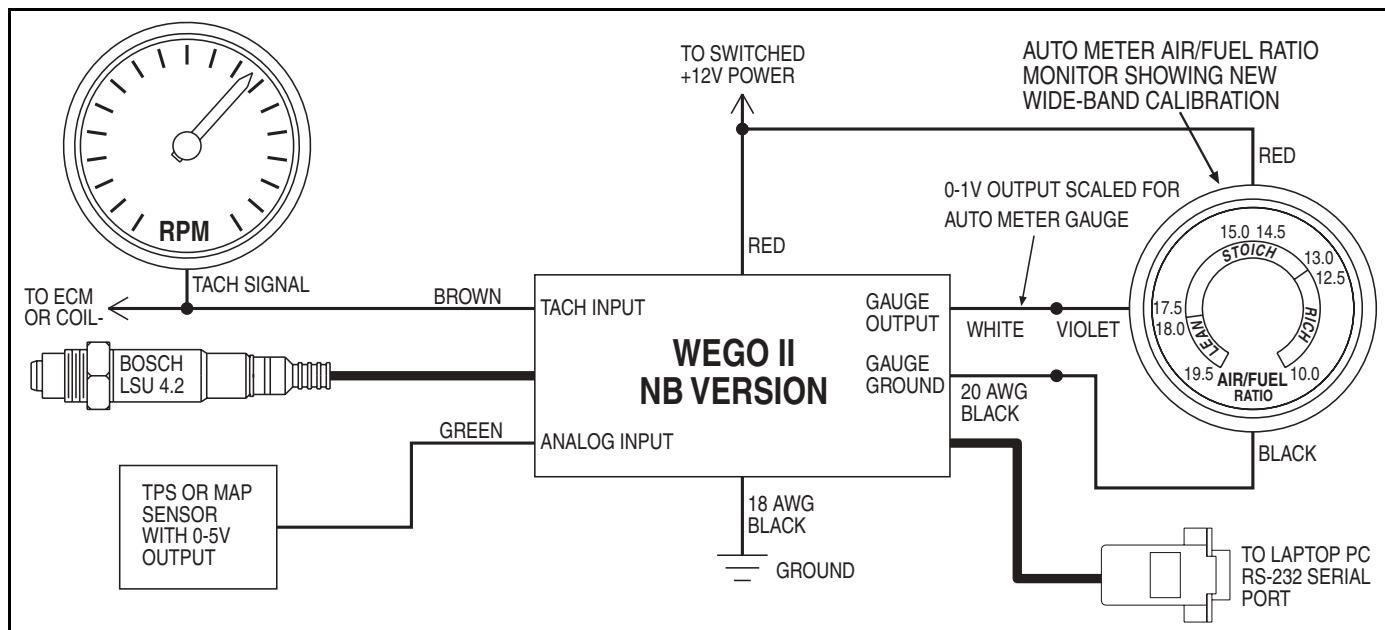 TO SWITCHED
+12V POWER
AUTO METER AIR/FUEL RATIO
MONITOR SHOWING NEW
WIDE-BAND CALIBRATION
RPM
TACH SIGNAL
TO ECM
OR COIL-
BROWN
RED
RED
0-1V OUTPUT SCALED FOR
AUTO METER GAUGE
15.0 14.5
13.0
12.5
17.5
18.0
19.5
10.0
STOICH
LEAN
RICH
AIR/FUEL
RATIO
TACH INPUT
GAUGE
OUTPUT
WHITE
VIOLET
WEGO II
NB VERSION
GAUGE
GROUND
20 AWG
BLACK
BLACK
BOSCH
LSU 4.2
GREEN
ANALOG INPUT
TPS OR MAP
SENSOR
WITH 0-5V
OUTPUT
18 AWG
BLACK
GROUND
TO LAPTOP PC
RS-232 SERIAL
PORT